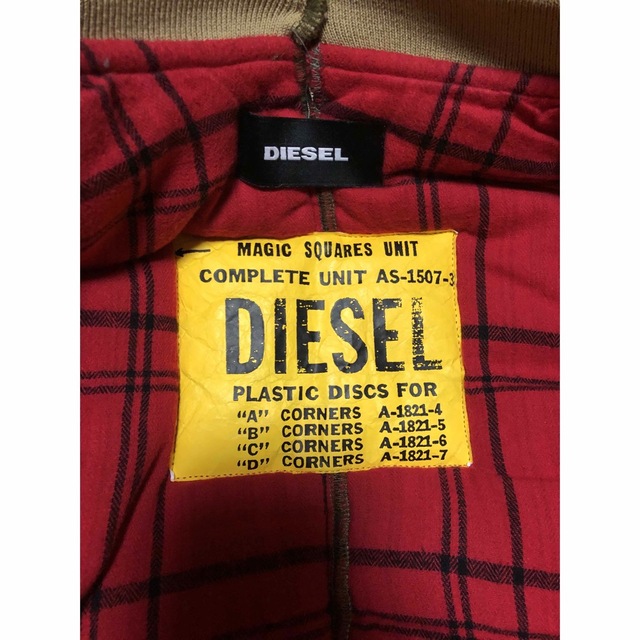 DIESEL
MAGIC SQUARES UNIT
COMPLETE UNIT AS-1507-3
DIESEL
PLASTIC DISCS FOR
"A" CORNERS A-1821-4
"B" CORNERS A-1821-5
"C" CORNERS A-1821-6
"D" CORNERS A-1821-7